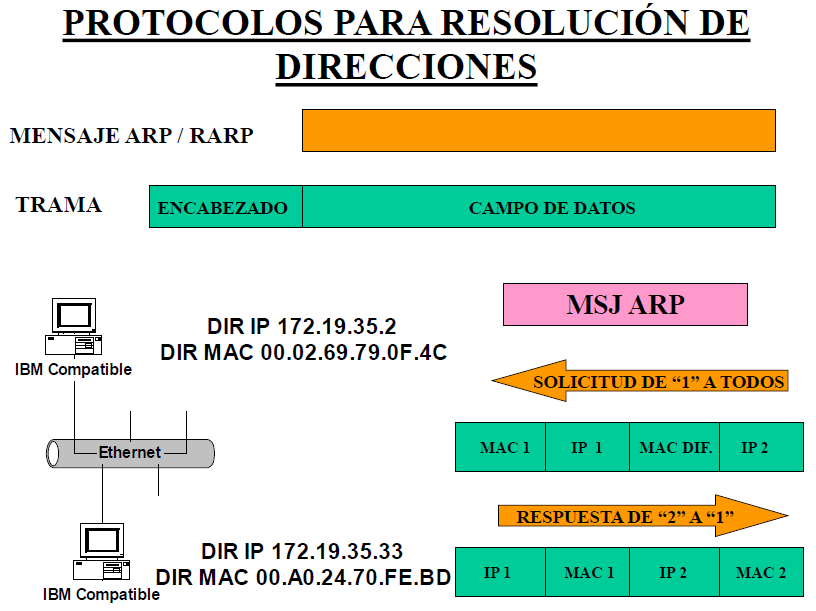 PROTOCOLOS PARA RESOLUCIÓN DE
DIRECCIONES
MENSAJE ARP / RARP
TRAMA
ENCABEZADO
CAMPO DE DATOS
MSJ ARP
DIR IP 172.19.35.2
DIR MAC 00.02.69.79.0F.4C
IBM Compatible
SOLICITUD DE “1” A TODOS
MAC 1
IP 1
MAC DIF.
IP 2
Ethernet
RESPUESTA DE “2” A “1”
DIR IP 172.19.35.33
DIR MAC 00.A0.24.70.FE.BD
IBM Compatible
IP 1
MAC 1
IP 2
MAC 2